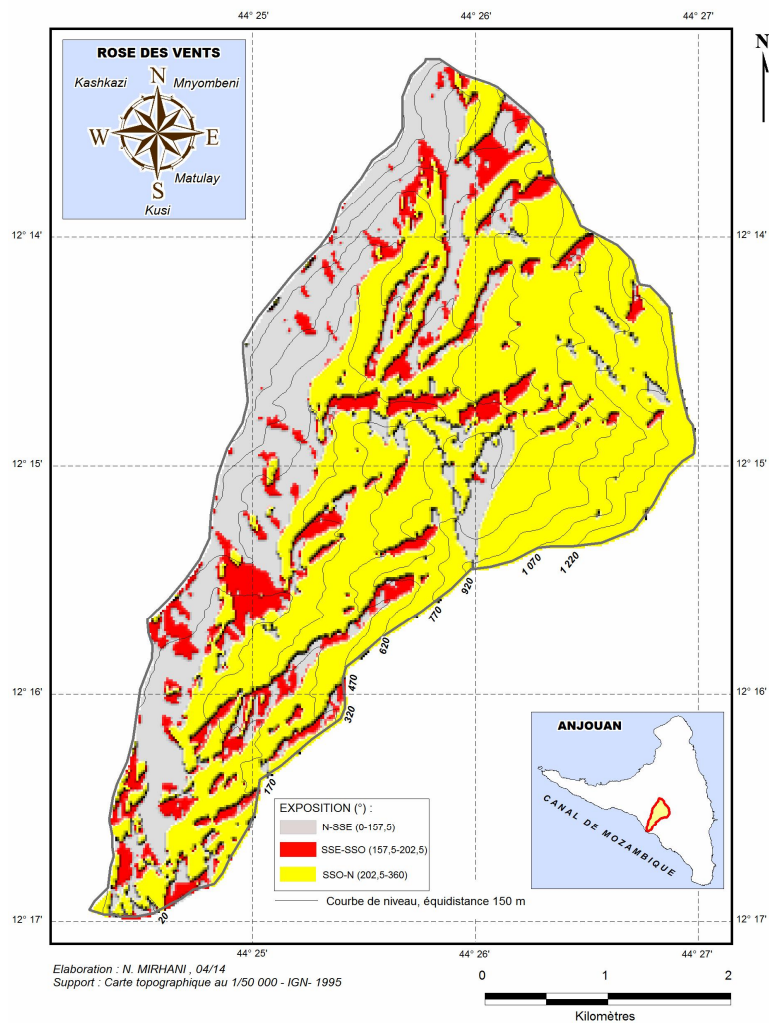 44° 25'
44° 26'
44° 27'
ROSE DES VENTS
Kashkazi
N
Mnyombeni
W
E
Matulay
S
Kusi
N
12° 14'
12° 14'
12° 15'
12° 15'
12° 16'
12° 16'
12° 17'
12° 17'
1 220
1 070
920
770
620
470
320
170
20
ANJOUAN
CANAL DE MOZAMBIQUE
EXPOSITION (°) :
N-SSE (0-157,5)
SSE-SSO (157,5-202,5)
SSO-N (202,5-360)
Courbe de niveau, équidistance 150 m
44° 25'
44° 26'
44° 27'
Elaboration : N. MIRHANI , 04/14
Support : Carte topographique au 1/50 000 - IGN- 1995
0
1
2
Kilomètres